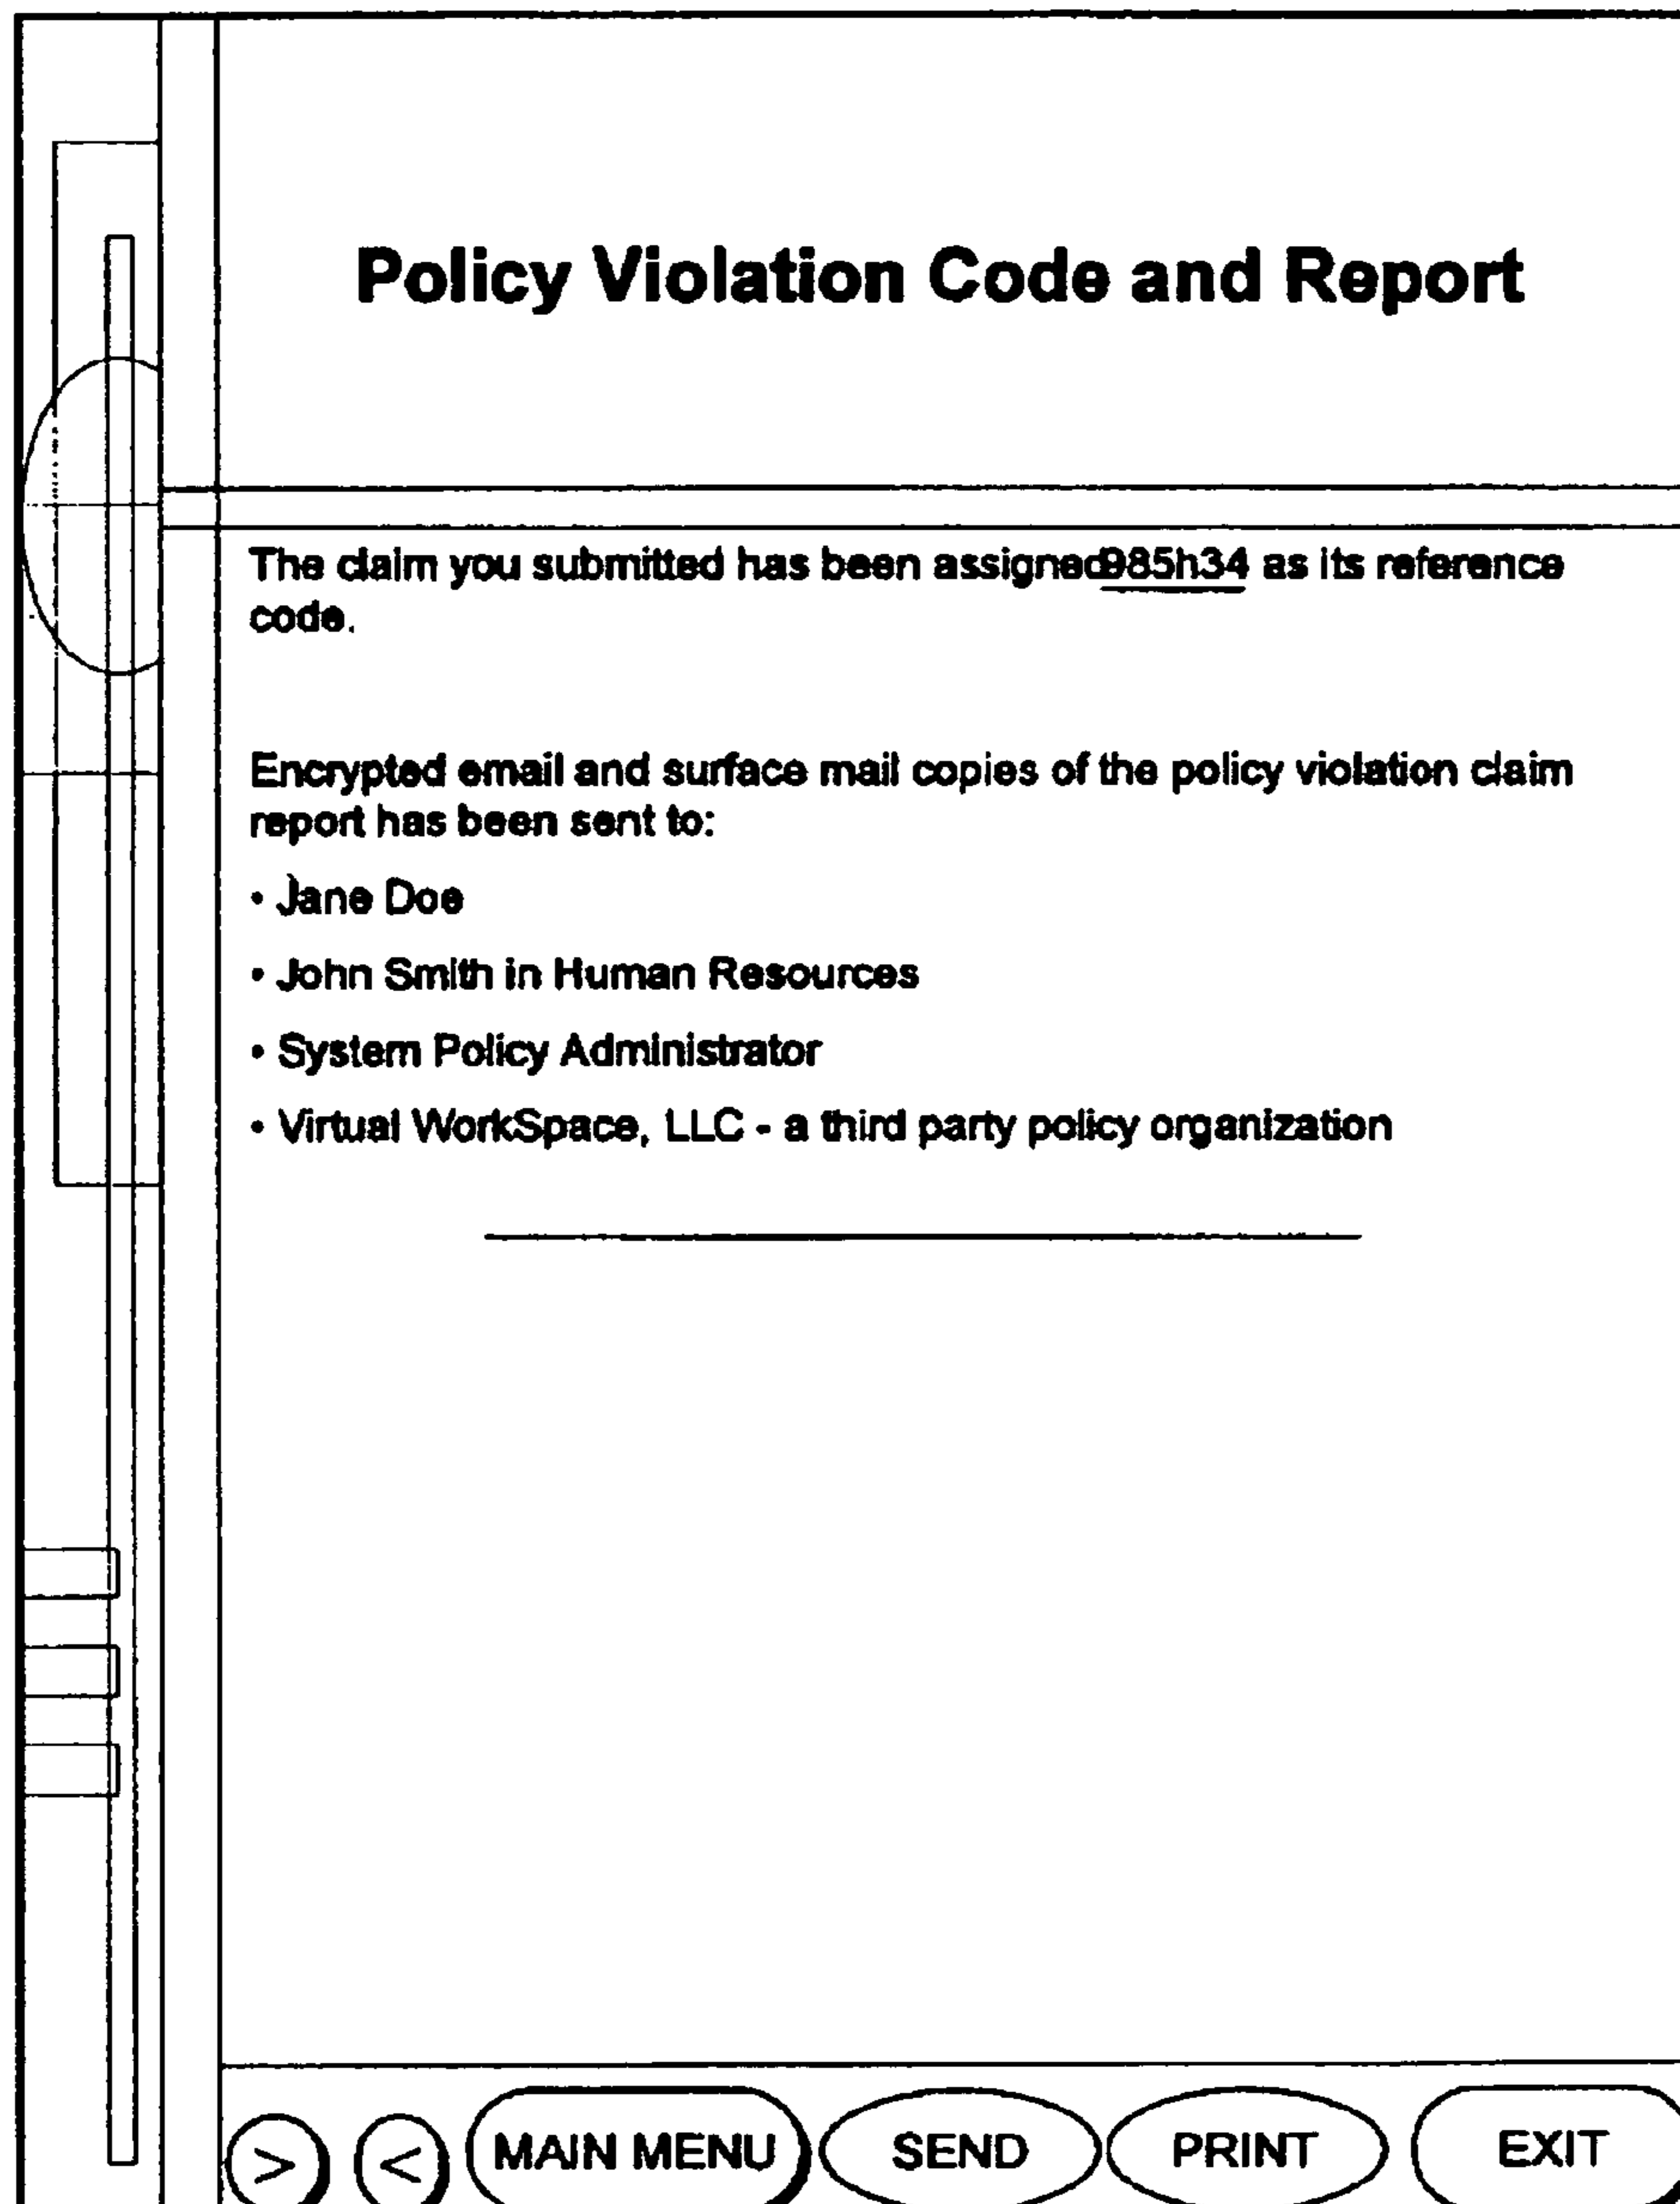 Policy Violation Code and Report
The claim you submitted has been assigned 985h34 as its reference
code.
Encrypted email and surface mail copies of the policy violation claim
report has been sent to:
• Jane Doe
• John Smith in Human Resources
• System Policy Administrator
• Virtual WorkSpace, LLC - a third party policy organization
> < MAIN MENU SEND PRINT EXIT